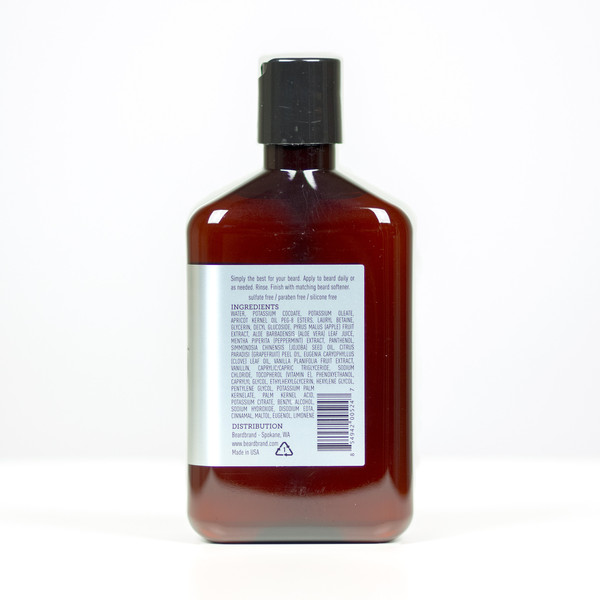 Simply the best for your beard. Apply to beard daily or
as needed. Rinse. Finish with matching beard softener.
sulfate free / paraben free / silicone free
INGREDIENTS
WATER, POTASSIUM COCOATE, POTASSIUM OLEATE,
APRICOT KERNEL OIL PEG-8 ESTERS, LAURYL BETAINE,
GLYCERIN, DECYL GLUCOSIDE, PYRUS MALUS (APPLE) FRUIT
EXTRACT, ALOE BARBADENSIS (ALOE VERA) LEAF JUICE,
MENTHA PIPERITA (PEPPERMINT) EXTRACT, PANTHENOL,
SIMMONDSIA CHINENSIS (JOJOBA) SEED OIL, CITRUS
PARADISI (GRAPEFRUIT) PEEL OIL, EUGENIA CARYOPHYLLUS
(CLOVE) LEAF OIL, VANILLA PLANIFOLIA FRUIT EXTRACT,
VANILLIN, CAPRYLIC/CAPRIC TRIGLYCERIDE, SODIUM
CHLORIDE, TOCOPHEROL (VITAMIN E), PHENOXYETHANOL,
CAPRYLYL GLYCOL, ETHYLHEXYLGLYCERIN, HEXYLENE GLYCOL,
PENTYLENE GLYCOL, POTASSIUM PALM
KERNELATE, PALM KERNEL ACID,
POTASSIUM CITRATE, BENZYL ALCOHOL,
SODIUM HYDROXIDE, DISODIUM EDTA,
CINNAMAL, MALTOL, EUGENOL, LIMONENE
DISTRIBUTION
Beardbrand - Spokane, WA
www.beardbrand.com
Made in USA
1
8 54942 00524 7